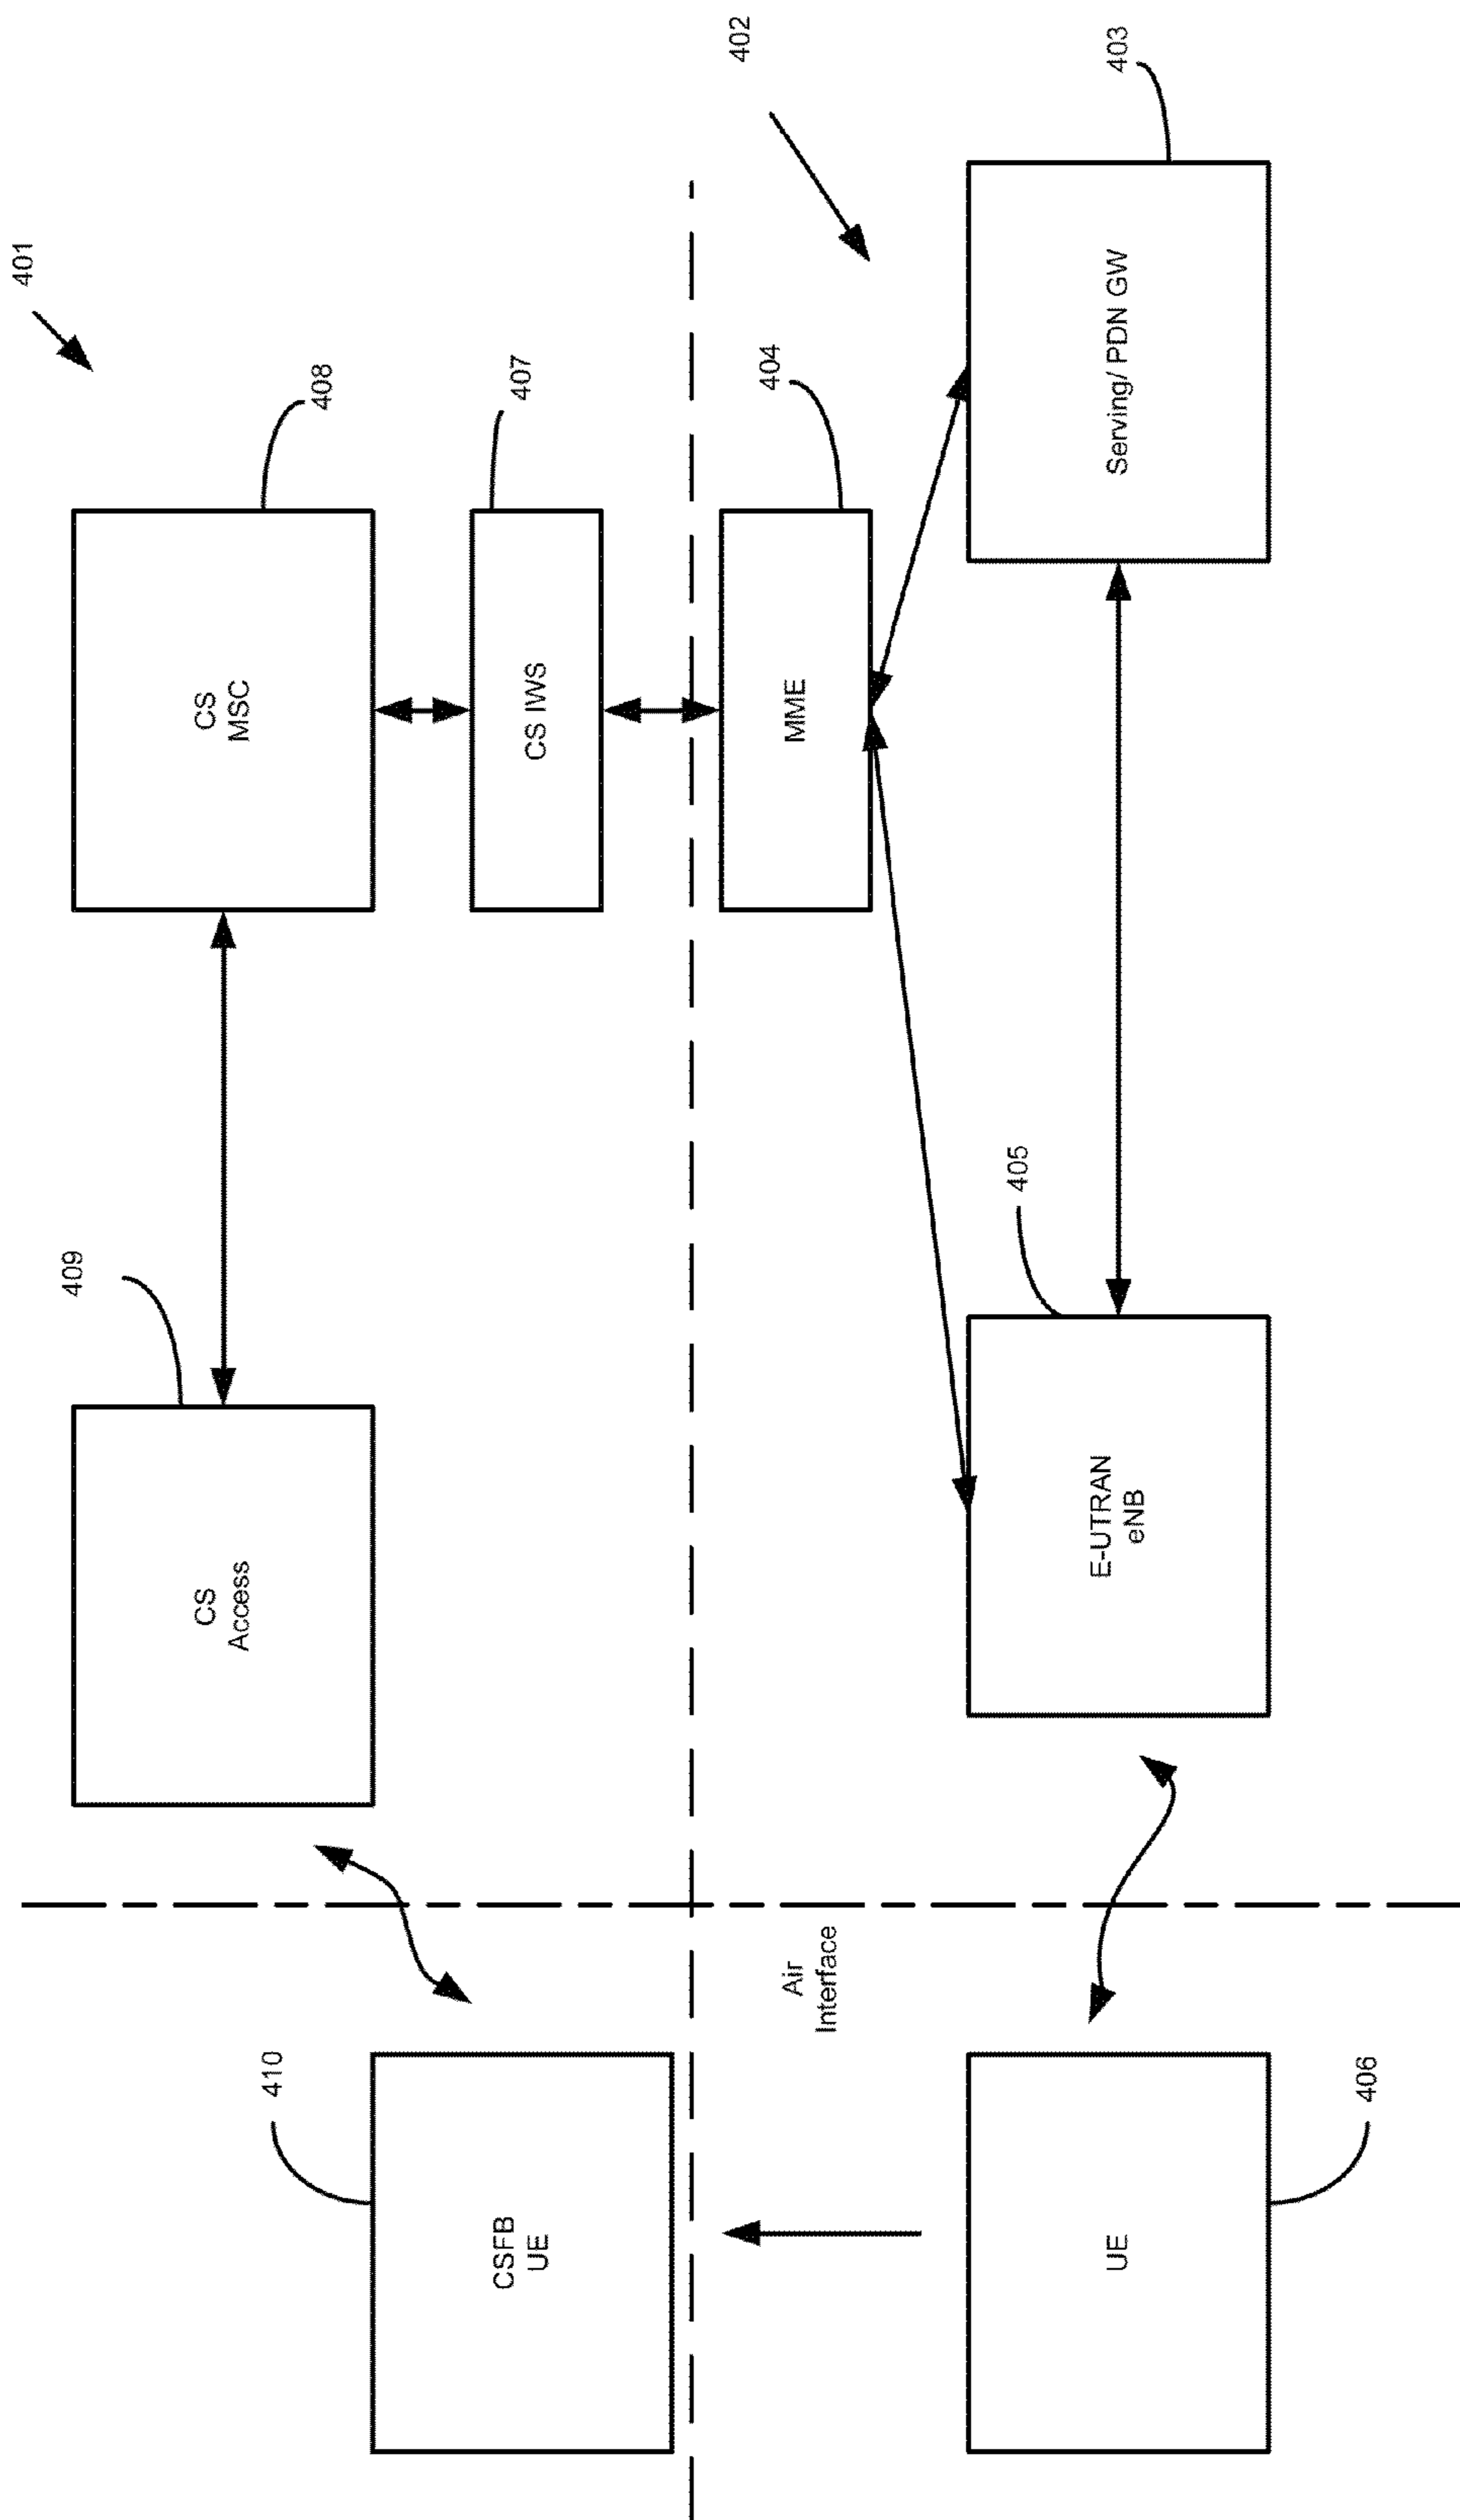 401
408
CS
MSC
409
CS
Access
407
CS IWS
410
CSFB
UE
402
404
MME
Air
Interface
403
Serving/ PDN GW
405
E-UTRAN
eNB
UE
406